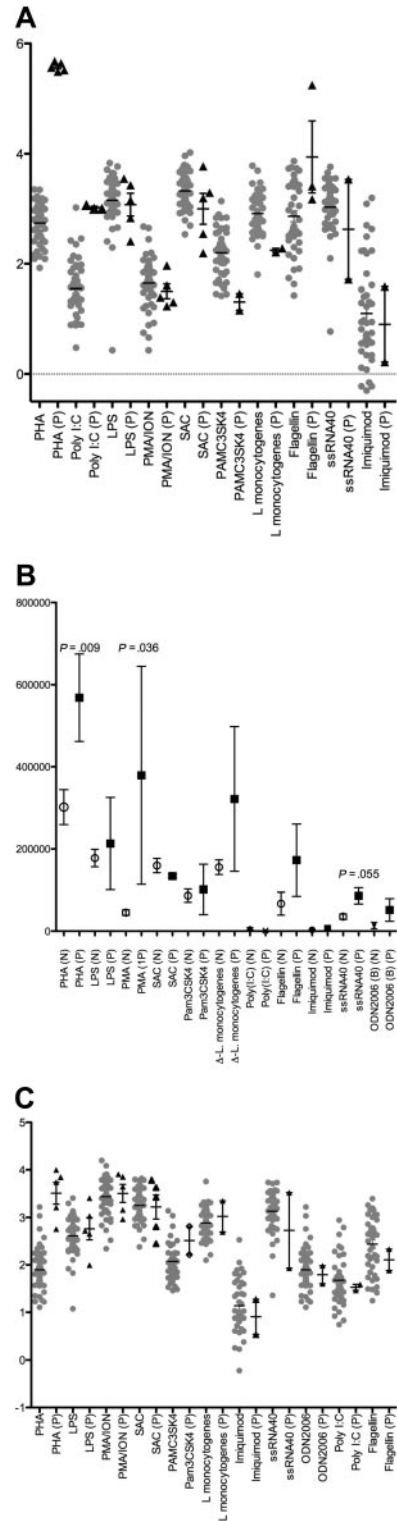 A
6
4
2
0
PHA
PHA (P)
Poly I:C
Poly I:C (P)
LPS
LPS (P)
PMA/ION
PMA/ION (P)
SAC
SAC (P)
PAMC3SK4
PAMC3SK4 (P)
L monocytogenes
L monocytogenes (P)
Flagellin
Flagellin (P)
ssRNA40
ssRNA40 (P)
Imiquimod
Imiquimod (P)
B
800000
600000
400000
200000
0
P = .009
P = .036
P = .055
PHA (N)
PHA (P)
LPS (N)
LPS (P)
PMA (N)
PMA (1P)
SAC (N)
SAC (P)
Pam3CSK4 (N)
Pam3CSK4 (P)
Δ-L. monocytogenes (N)
Δ-L. monocytogenes (P)
Poly(I:C) (N)
Poly(I:C) (P)
Flagellin (N)
Flagellin (P)
Imiquimod (N)
Imiquimod (P)
ssRNA40 (N)
ssRNA40 (P)
ODN2006 (B) (N)
ODN2006 (B) (P)
C
5
4
3
2
1
0
-1
PHA
PHA (P)
LPS
LPS (P)
PMA/ION
PMA/ION (P)
SAC
SAC (P)
PAMC3SK4
Pam3CSK4 (P)
L monocytogenes
L monocytogenes (P)
Imiquimod
Imiquimod (P)
ssRNA40
ssRNA40 (P)
ODN2006
ODN2006 (P)
Poly I:C
Poly I:C (P)
Flagellin
Flagellin (P)